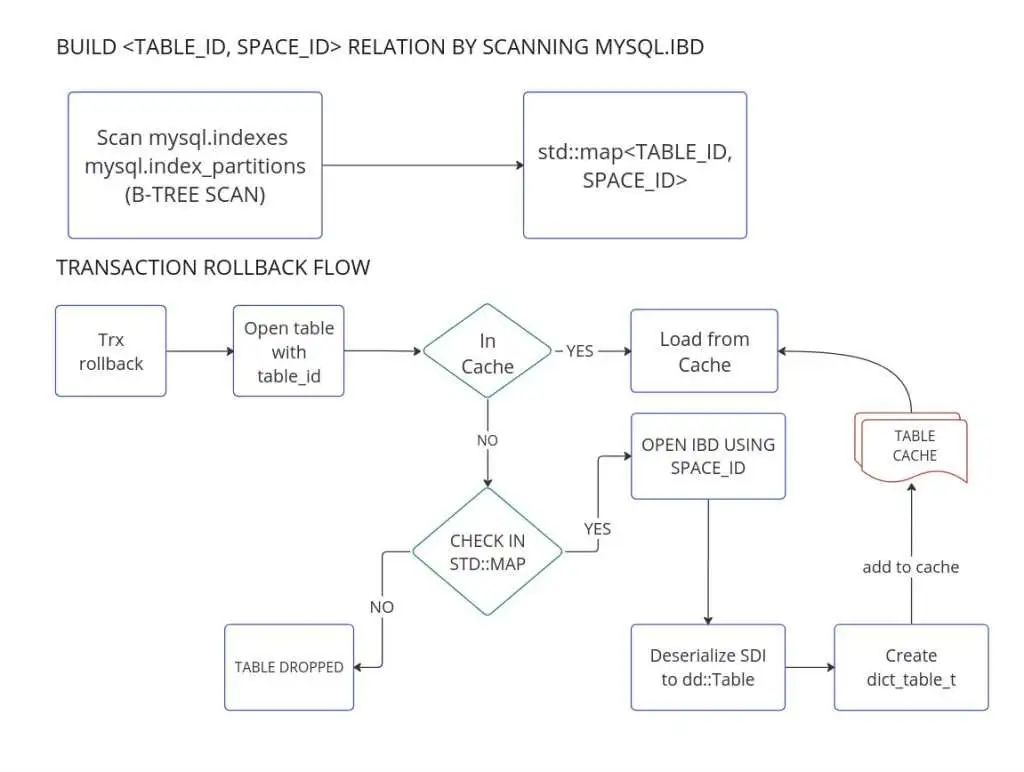 BUILD <TABLE_ID, SPACE_ID> RELATION BY SCANNING MYSQL.IBD
Scan mysql.indexes
mysql.index_partitions
(B-TREE SCAN)
std::map<TABLE_ID,
SPACE_ID>
TRANSACTION ROLLBACK FLOW
Trx
rollback
Open table
with
table_id
In
Cache
YES
Load from
Cache
NO
OPEN IBD USING
SPACE_ID
TABLE
CACHE
CHECK IN
STD::MAP
YES
add to cache
NO
TABLE DROPPED
Deserialize SDI
to dd::Table
Create
dict_table_t